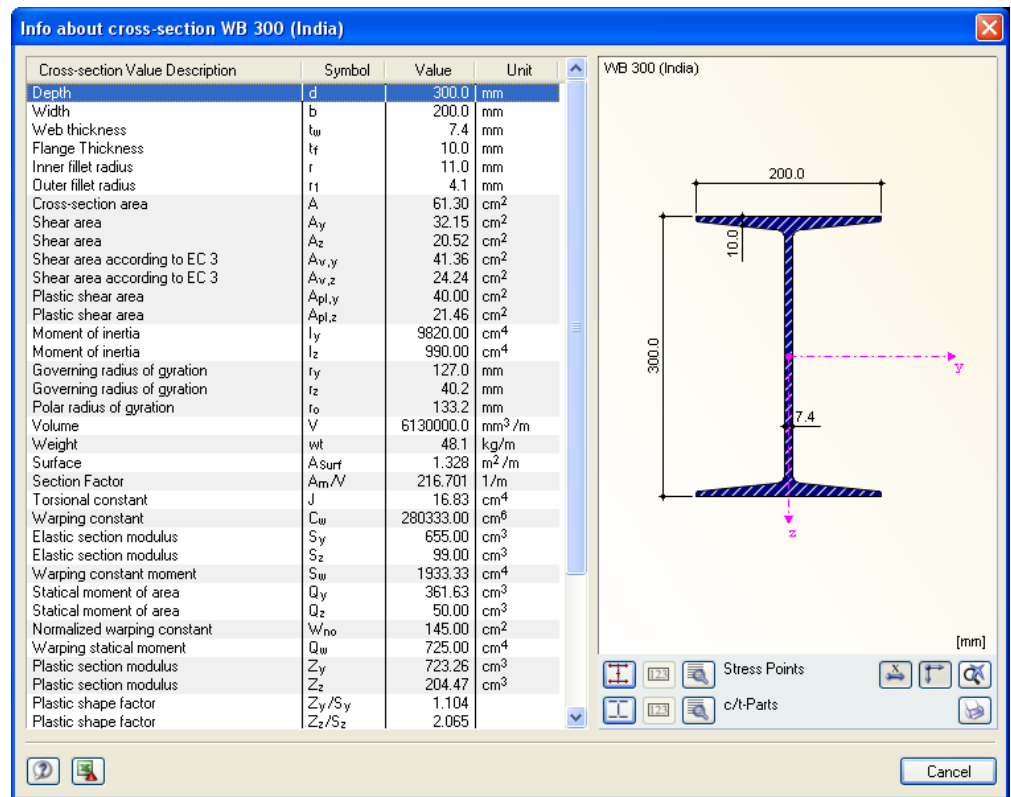 Info about cross-section WB 300 (India)
Cross-section Value Description Symbol Value Unit
Depth d 300.0 mm
Width b 200.0 mm
Web thickness tw 7.4 mm
Flange Thickness tf 10.0 mm
Inner fillet radius r 11.0 mm
Outer fillet radius r1 4.1 mm
Cross-section area A 61.30 cm2
Shear area Ay 32.15 cm2
Shear area Az 20.52 cm2
Shear area according to EC 3 Av,y 41.36 cm2
Shear area according to EC 3 Av,z 24.24 cm2
Plastic shear area Apl,y 40.00 cm2
Plastic shear area Apl,z 21.46 cm2
Moment of inertia Iy 9820.00 cm4
Moment of inertia Iz 990.00 cm4
Governing radius of gyration ry 127.0 mm
Governing radius of gyration rz 40.2 mm
Polar radius of gyration ro 133.2 mm
Volume V 6130000.0 mm3/m
Weight wt 48.1 kg/m
Surface ASurf 1.328 m2/m
Section Factor Am/V 216.701 1/m
Torsional constant J 16.83 cm4
Warping constant Cw 280333.00 cm6
Elastic section modulus Sy 655.00 cm3
Elastic section modulus Sz 99.00 cm3
Warping constant moment Sw 1933.33 cm4
Statical moment of area Qy 361.63 cm3
Statical moment of area Qz 50.00 cm3
Normalized warping constant Wno 145.00 cm2
Warping statical moment Qw 725.00 cm4
Plastic section modulus Zy 723.26 cm3
Plastic section modulus Zz 204.47 cm3
Plastic shape factor Zy/Sy 1.104
Plastic shape factor Zz/Sz 2.065
WB 300 (India)
200.0
10.0
300.0
y
7.4
z
[mm]
123
Stress Points
x
123
c/t-Parts
?
Cancel